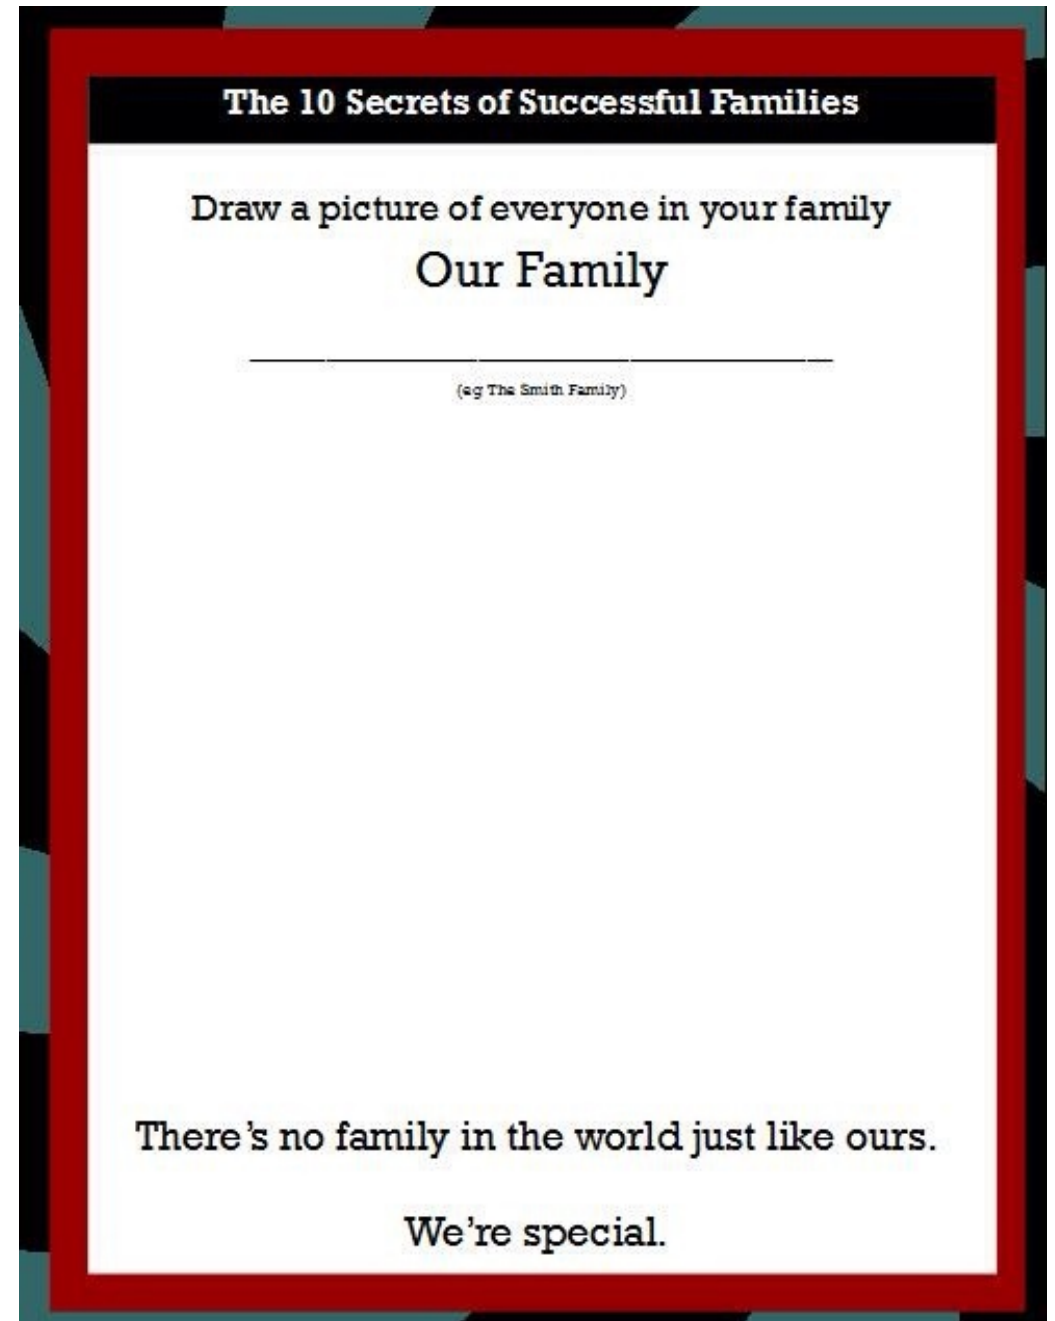 The 10 Secrets of Successful Families
Draw a picture of everyone in your family
Our Family
(eg The Smith Family)
There's no family in the world just like ours.
We're special.